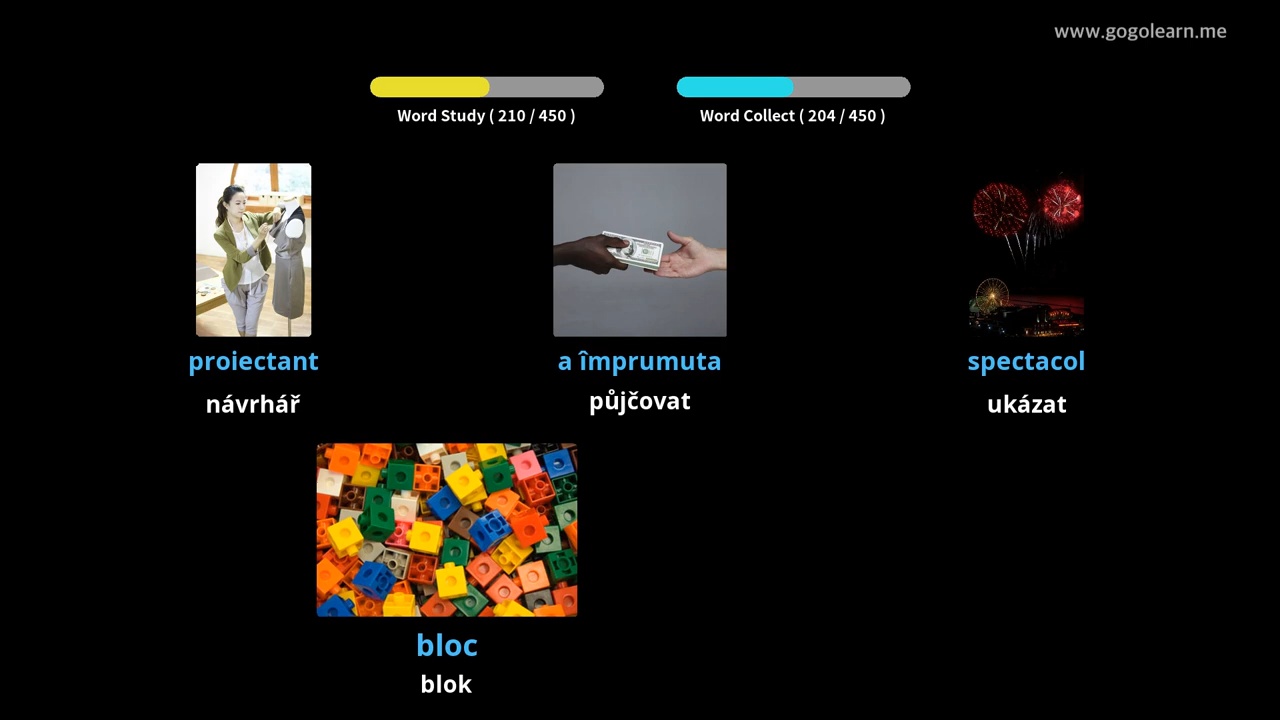 www.gogolearn.me
Word Study ( 210 / 450 )
Word Collect ( 204 / 450 )
proiectant
a împrumuta
spectacol
návrhář
půjčovat
ukázat
bloc
blok